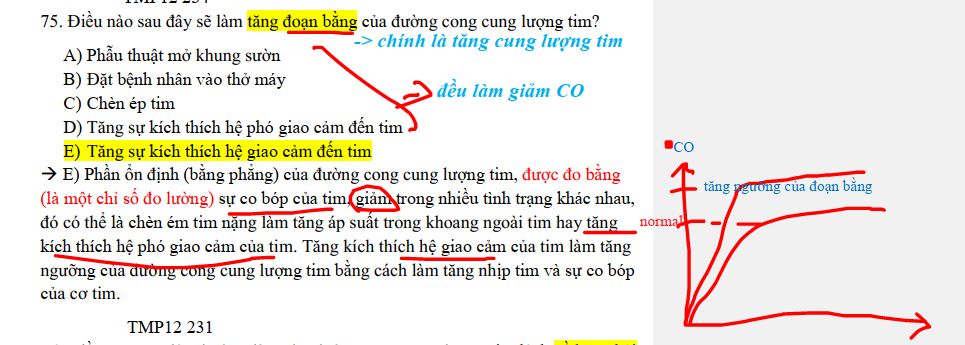 75. Điều nào sau đây sẽ làm tăng đoạn bằng của đường cong cung lượng tim?
-> chính là tăng cung lượng tim
A) Phẫu thuật mở khung sườn
B) Đặt bệnh nhân vào thở máy
đều làm giảm CO
C) Chèn ép tim
D) Tăng sự kích thích hệ phó giao cảm đến tim
E) Tăng sự kích thích hệ giao cảm đến tim
→ E) Phần ổn định (bằng phẳng) của đường cong cung lượng tim, được đo bằng
(là một chỉ số đo lường) sự co bóp của tim, giảm trong nhiều tình trạng khác nhau,
đó có thể là chèn ém tim nặng làm tăng áp suất trong khoang ngoài tim hay tăng
kích thích hệ phó giao cảm của tim. Tăng kích thích hệ giao cảm của tim làm tăng
ngưỡng của đường cong cung lượng tim bằng cách làm tăng nhịp tim và sự co bóp
của cơ tim.
TMP12 231
CO
tăng ngưỡng của đoạn bằng
normal